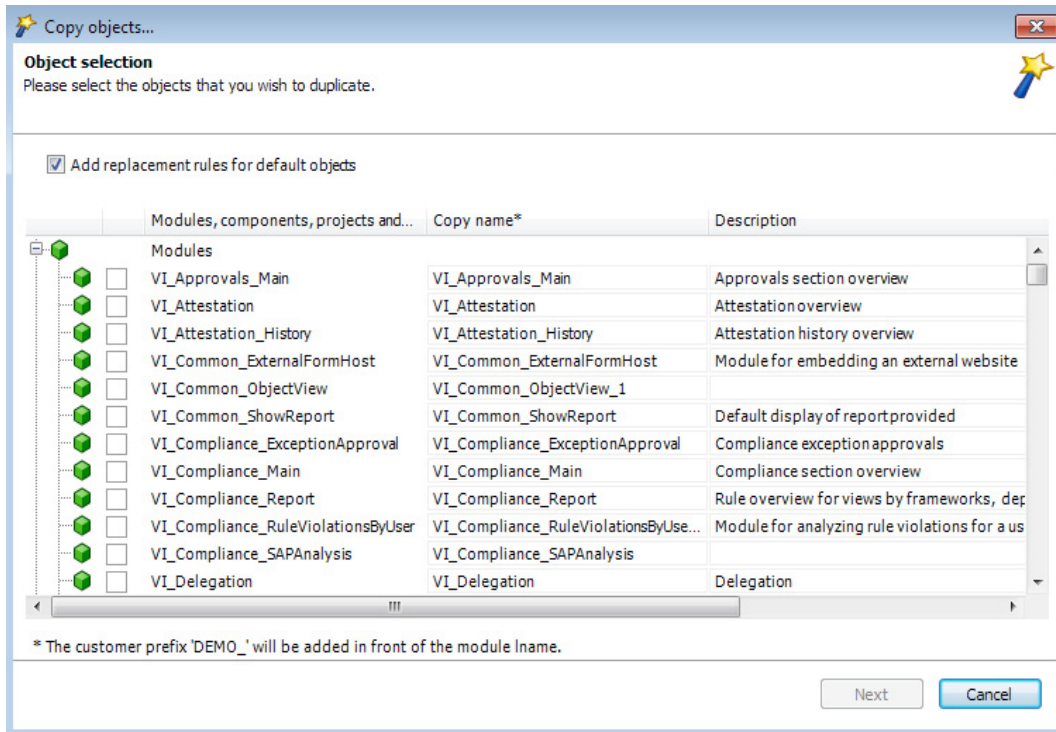 Copy objects...
Object selection
Please select the objects that you wish to duplicate.
Add replacement rules for default objects
Modules, components, projects and... Copy name* Description
Modules
VI_Approvals_Main VI_Approvals_Main Approvals section overview
VI_Attestation VI_Attestation Attestation overview
VI_Attestation_History VI_Attestation_History Attestation history overview
VI_Common_ExternalFormHost VI_Common_ExternalFormHost Module for embedding an external website
VI_Common_ObjectView VI_Common_ObjectView_1
VI_Common_ShowReport VI_Common_ShowReport Default display of report provided
VI_Compliance_ExceptionApproval VI_Compliance_ExceptionApproval Compliance exception approvals
VI_Compliance_Main VI_Compliance_Main Compliance section overview
VI_Compliance_Report VI_Compliance_Report Rule overview for views by frameworks, dep
VI_Compliance_RuleViolationsByUser VI_Compliance_RuleViolationsByUse... Module for analyzing rule violations for a us
VI_Compliance_SAPAnalysis VI_Compliance_SAPAnalysis
VI_Delegation VI_Delegation Delegation
* The customer prefix 'DEMO_' will be added in front of the module lname.
Next Cancel